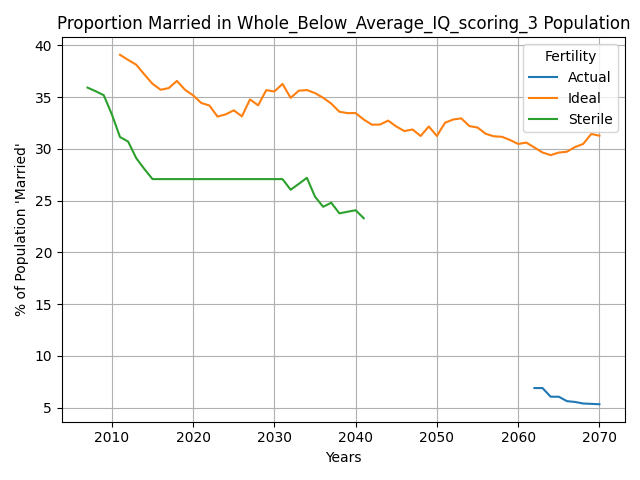 Proportion Married in Whole_Below_Average_IQ_scoring_3 Population
% of Population 'Married'
40
35
30
25
20
15
10
5
Fertility
Actual
Ideal
Sterile
2010 2020 2030 2040 2050 2060 2070
Years